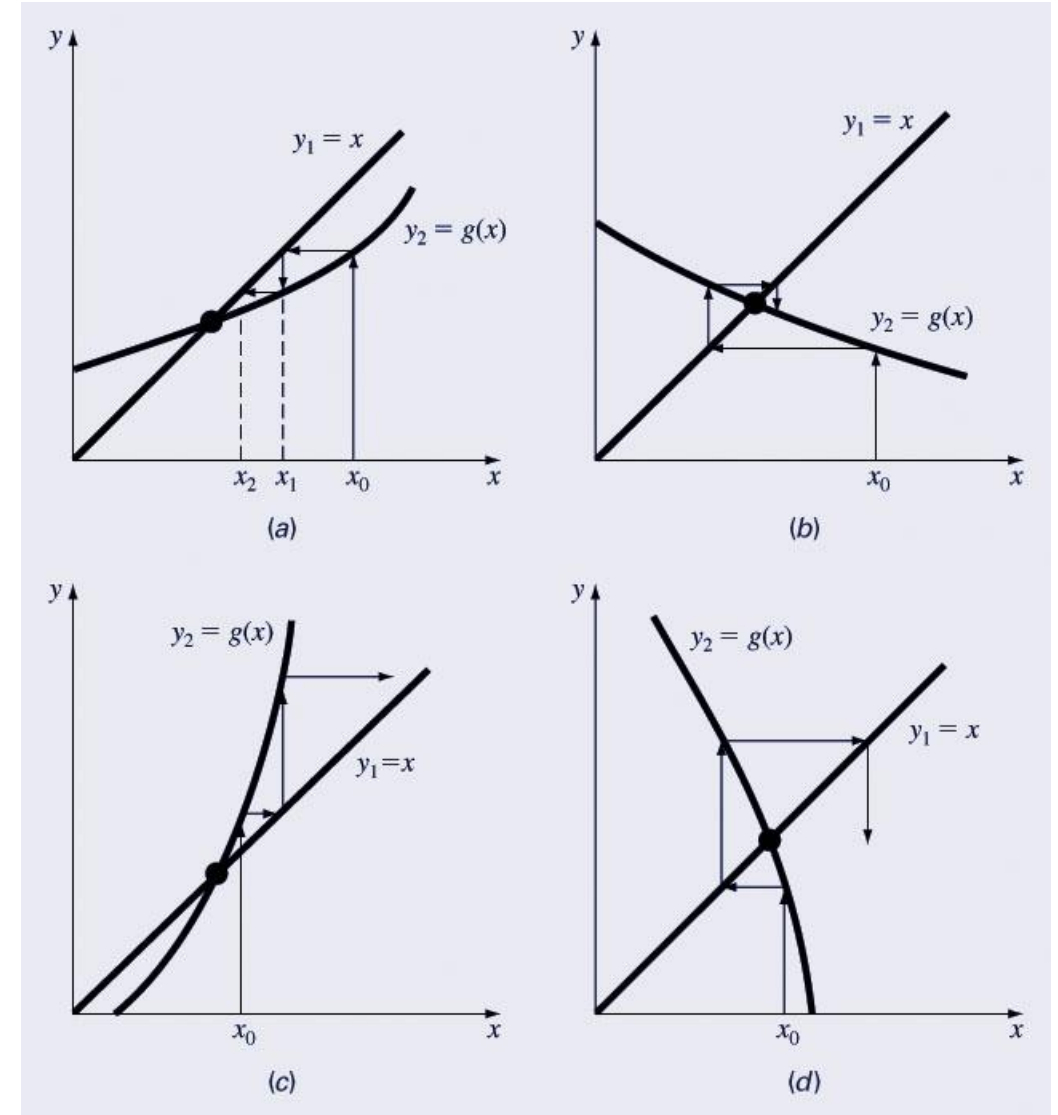 y
y₁ = x
y₂ = g(x)
x₂ x₁ x₀ x
(a)
y
y₁ = x
y₂ = g(x)
x₀ x
(b)
y
y₂ = g(x)
y₁=x
x₀ x
(c)
y
y₂ = g(x)
y₁ = x
x₀ x
(d)